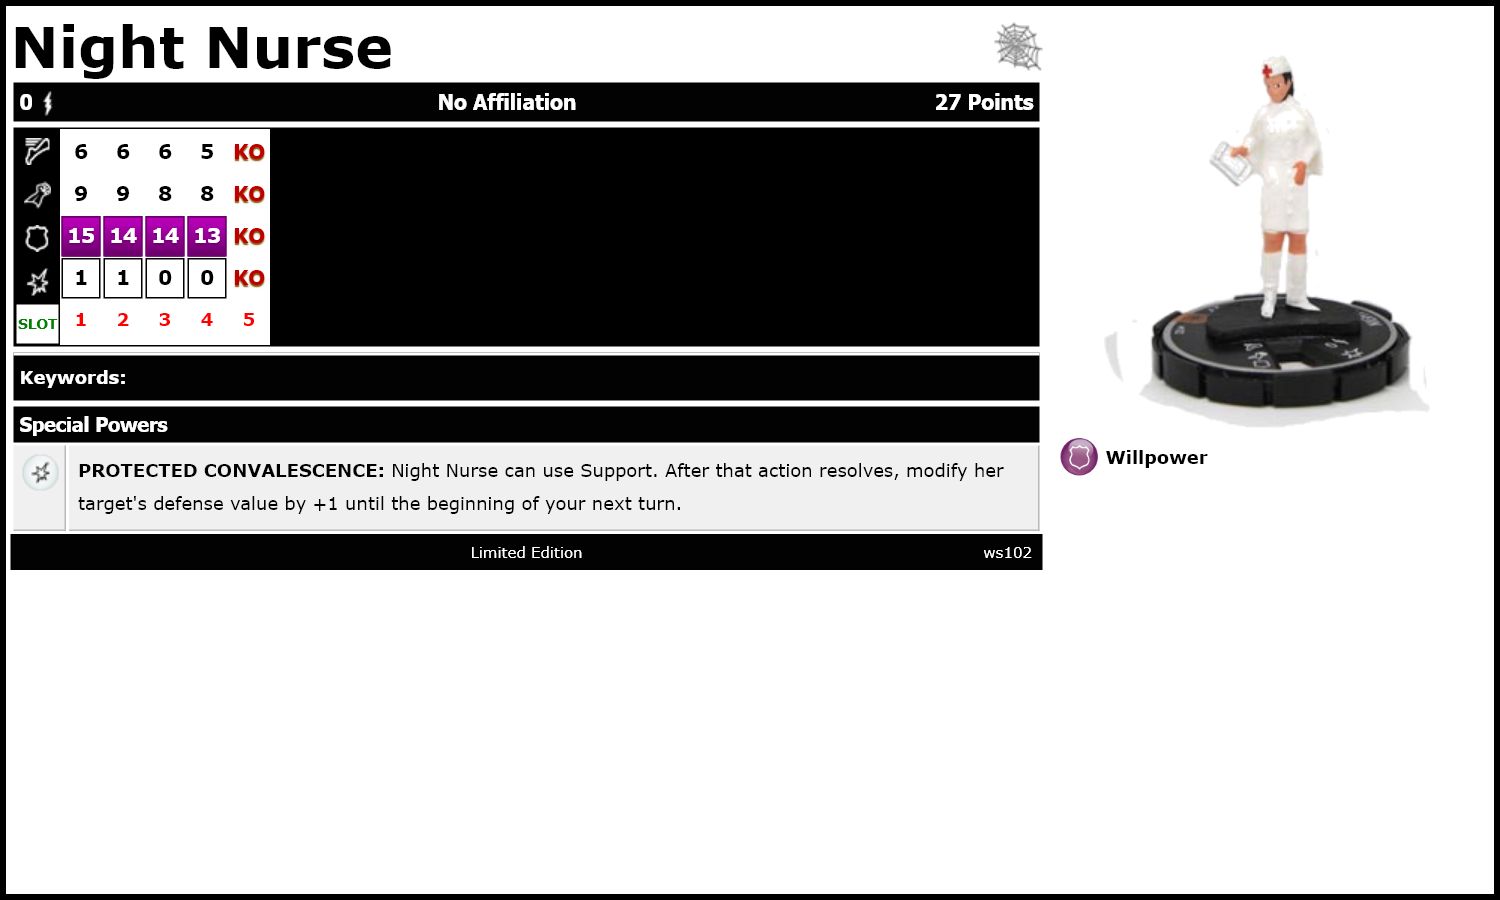 Night Nurse
0 No Affiliation 27 Points
6 6 6 5 KO
9 9 8 8 KO
15 14 14 13 KO
1 1 0 0 KO
SLOT 1 2 3 4 5
Keywords:
Special Powers
PROTECTED CONVALESCENCE: Night Nurse can use Support. After that action resolves, modify her
target's defense value by +1 until the beginning of your next turn.
Limited Edition ws102
Willpower